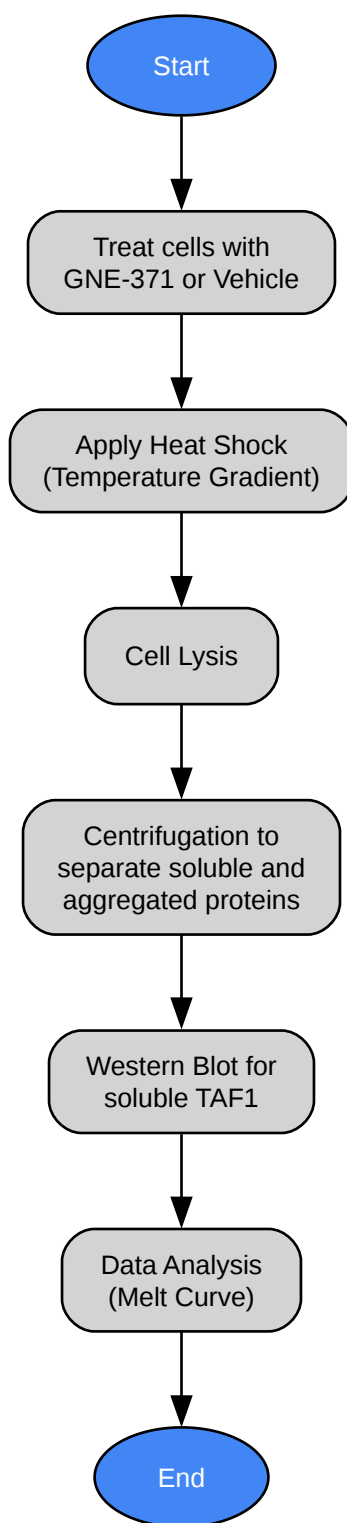 Start
Treat cells with
GNE-371 or Vehicle
Apply Heat Shock
(Temperature Gradient)
Cell Lysis
Centrifugation to
separate soluble and
aggregated proteins
Western Blot for
soluble TAF1
Data Analysis
(Melt Curve)
End